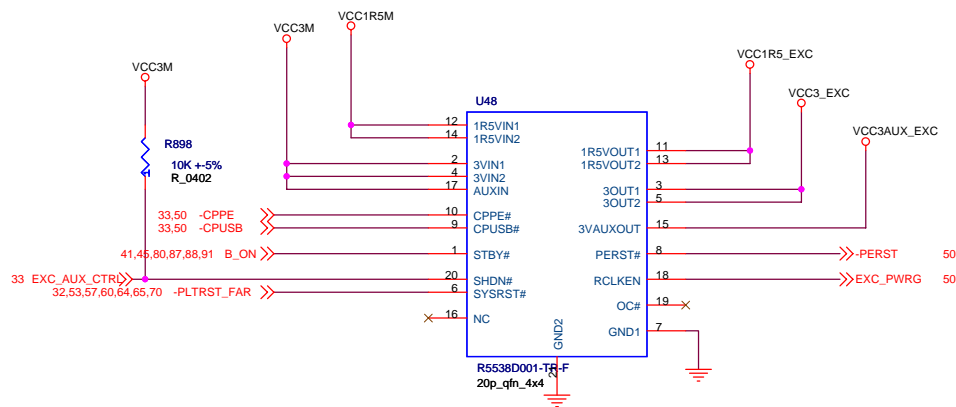 VCC1R5M
VCC3M
VCC3M
VCC1R5_EXC
VCC3_EXC
VCC3AUX_EXC
U48
R898
10K +-5%
R_0402
1
12 1R5VIN1
14 1R5VIN2
2 3VIN1
4 3VIN2
17 AUXIN
33,50 -CPPE 10 CPPE#
33,50 -CPUSB 9 CPUSB#
41,45,80,87,88,91 B_ON 1 STBY#
33 EXC_AUX_CTRL 20 SHDN#
32,53,57,60,64,65,70 -PLTRST_FAR 6 SYSRST#
16 NC
1R5VOUT1 11
1R5VOUT2 13
3OUT1 3
3OUT2 5
3VAUXOUT 15
PERST# 8 -PERST 50
RCLKEN 18 EXC_PWRG 50
OC# 19
GND1 7
GND2
21
R5538D001-TR-F
20p_qfn_4x4